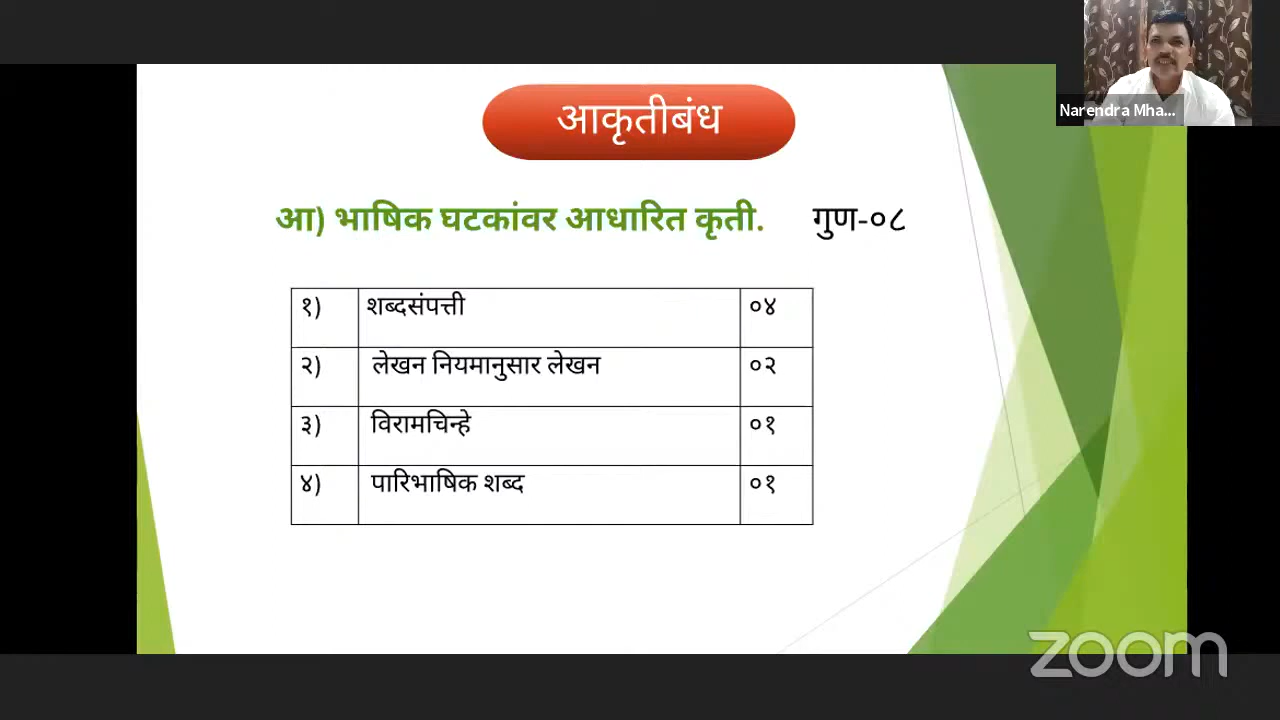 आकृतीबंध
Narendra Mha...
आ) भाषिक घटकांवर आधारित कृती. गुण-०८
१) शब्दसंपत्ती ०४
२) लेखन नियमानुसार लेखन ०२
३) विरामचिन्हे ०१
४) पारिभाषिक शब्द ०१
zoom